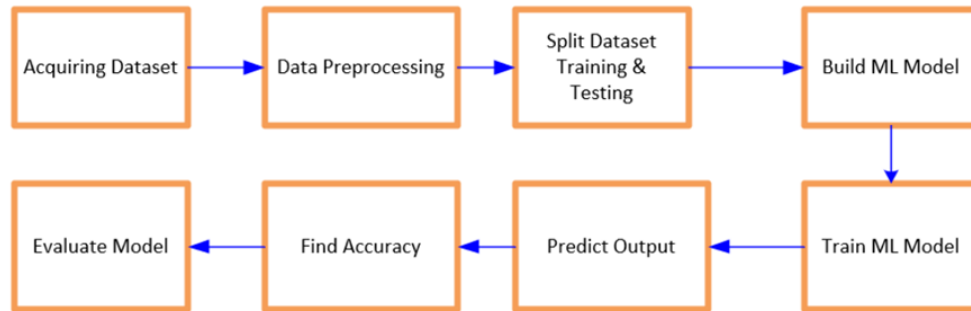 Acquiring Dataset
Data Preprocessing
Split Dataset
Training &
Testing
Build ML Model
Train ML Model
Predict Output
Find Accuracy
Evaluate Model